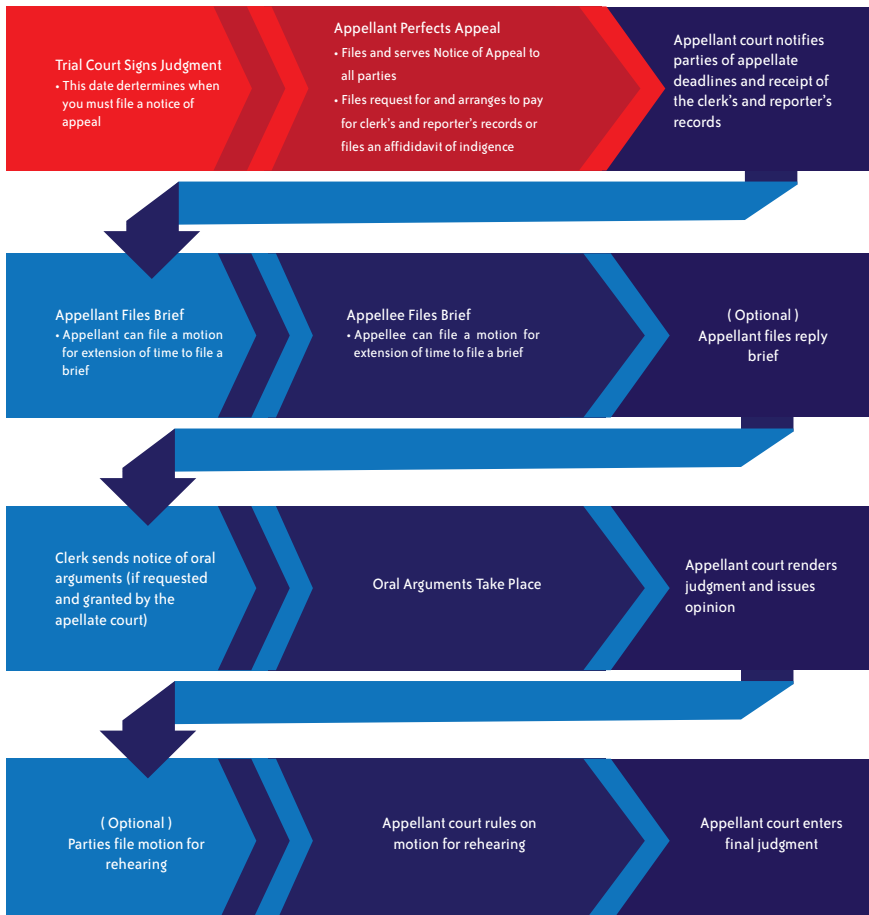 Trial Court Signs Judgment
• This date dertermines when
you must file a notice of
appeal
Appellant Perfects Appeal
• Files and serves Notice of Appeal to
all parties
• Files request for and arranges to pay
for clerk's and reporter's records or
files an affididavit of indigence
Appellant court notifies
parties of appellate
deadlines and receipt of
the clerk's and reporter's
records
Appellant Files Brief
• Appellant can file a motion
for extension of time to file a
brief
Appellee Files Brief
• Appellee can file a motion for
extension of time to file a brief
( Optional )
Appellant files reply
brief
Clerk sends notice of oral
arguments (if requested
and granted by the
apellate court)
Oral Arguments Take Place
Appellant court renders
judgment and issues
opinion
( Optional )
Parties file motion for
rehearing
Appellant court rules on
motion for rehearing
Appellant court enters
final judgment